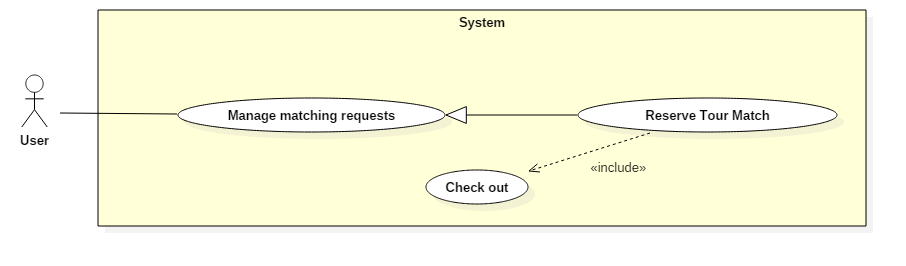 System
User
Manage matching requests
Reserve Tour Match
«include»
Check out